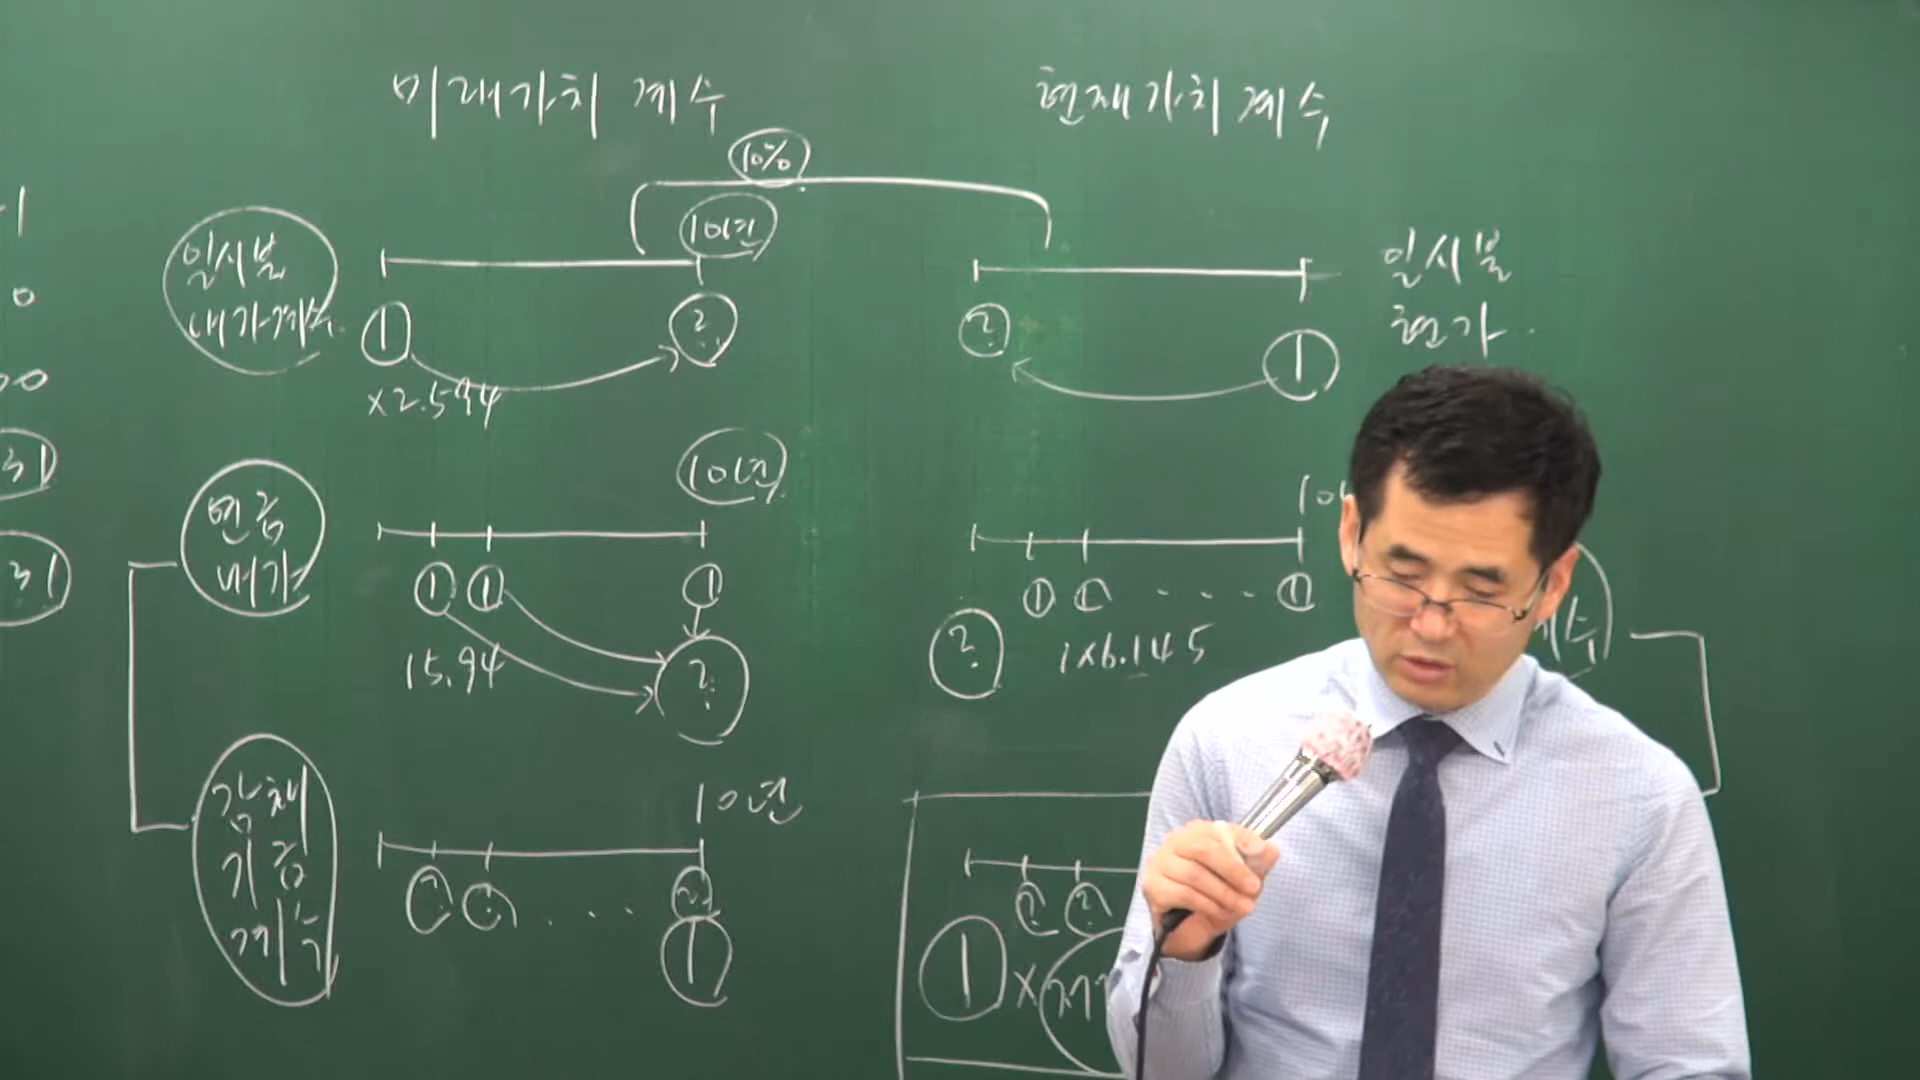 미래가치 계수
현재가치 계수
10%
10년
일시불
내가계수.
1
?
×2.594
?
1
일시불
현가.
10년
연금
내가
1 1 1
15.94
?
1 1 ... 1
?
1×6.145
계수
감채
기금
계수
10년
? ? ... ?
1
? ?
1 ×